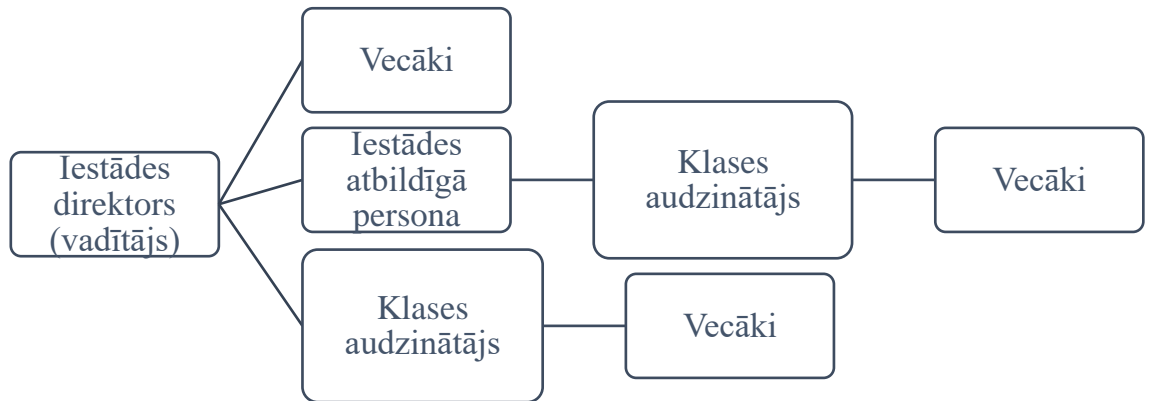 Iestādes
direktors
(vadītājs)
Vecāki
Iestādes
atbildīgā
persona
Klases
audzinātājs
Vecāki
Klases
audzinātājs
Vecāki